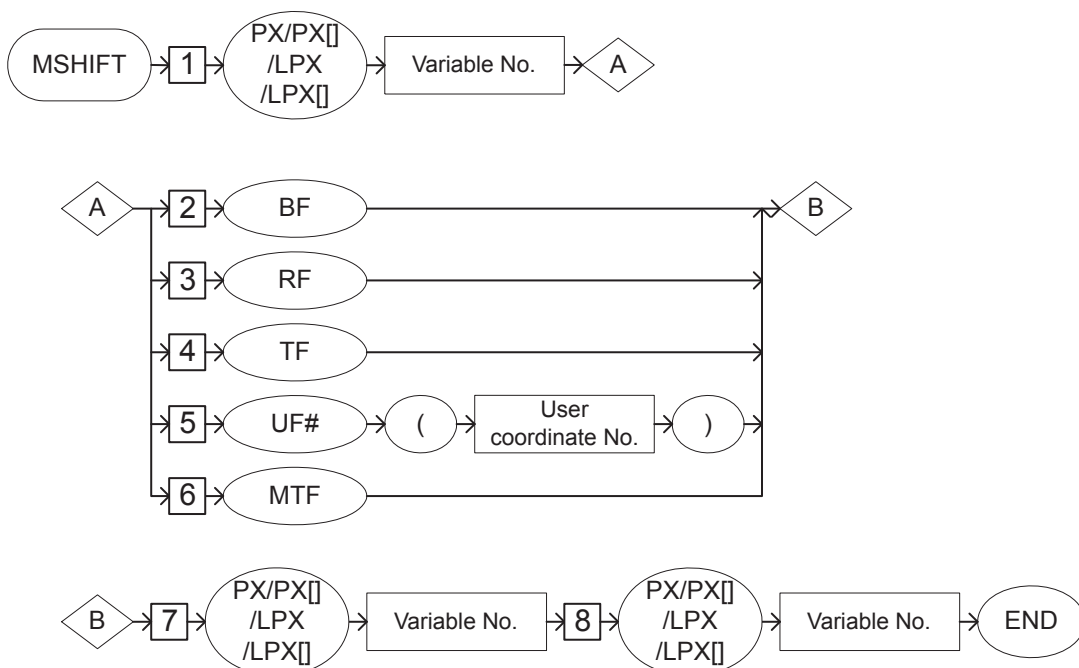 MSHIFT 1 PX/PX[] Variable No. A
/LPX
/LPX[]
A 2 BF B
3 RF
4 TF
5 UF# ( User )
coordinate No.
6 MTF
B 7 PX/PX[] Variable No. 8 PX/PX[] Variable No. END
/LPX /LPX
/LPX[] /LPX[]